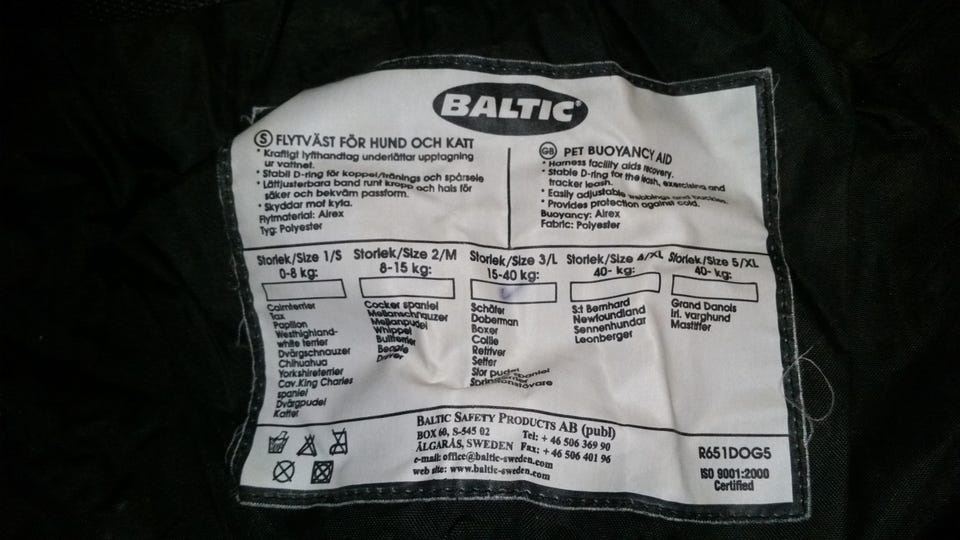 BALTIC
S FLYTVÄST FÖR HUND OCH KATT
* Kraftigt lyfthandtag underlättar upptagning
ur vattnet.
* Stabil D-ring för koppel/tränings och spårsele
* Lättjusterbara band runt kropp och hals för
säker och bekväm passform.
* Skyddar mot kyla.
Flytmaterial: Airex
Tyg: Polyester
GB PET BUOYANCY AID
* Harness facility aids recovery.
* Stable D-ring for the leash, exercising and
tracker leash.
* Easily adjustable webbings and buckles.
* Provides protection against cold.
Buoyancy: Airex
Fabric: Polyester
Storlek/Size 1/S
0-8 kg:
Cairnterrier
Tax
Papillon
Westhighland-
white terrier
Dvärgschnauzer
Chihuahua
Yorkshireterrier
Cav.King Charles
spaniel
Dvärgpudel
Katter
Storlek/Size 2/M
8-15 kg:
Cocker spaniel
Mellanschnauzer
Mellanpudel
Whippet
Bullterrier
Beagle
Drever
Storlek/Size 3/L
15-40 kg:
Schäfer
Doberman
Boxer
Collie
Retriver
Setter
Stor pudel
Storlek/Size 4/XL
40- kg:
S:t Bernhard
Newfoundland
Sennenhundar
Leonberger
Storlek/Size 5/XL
40- kg:
Grand Danois
Irl. varghund
Mastiffer
BALTIC SAFETY PRODUCTS AB (publ)
BOX 60, S-545 02 Tel: + 46 506 369 90
ÄLGARÅS, SWEDEN Fax: + 46 506 401 96
e-mail: office@baltic-sweden.com
web site: www.baltic-sweden.com
R651DOG5
ISO 9001:2000
Certified